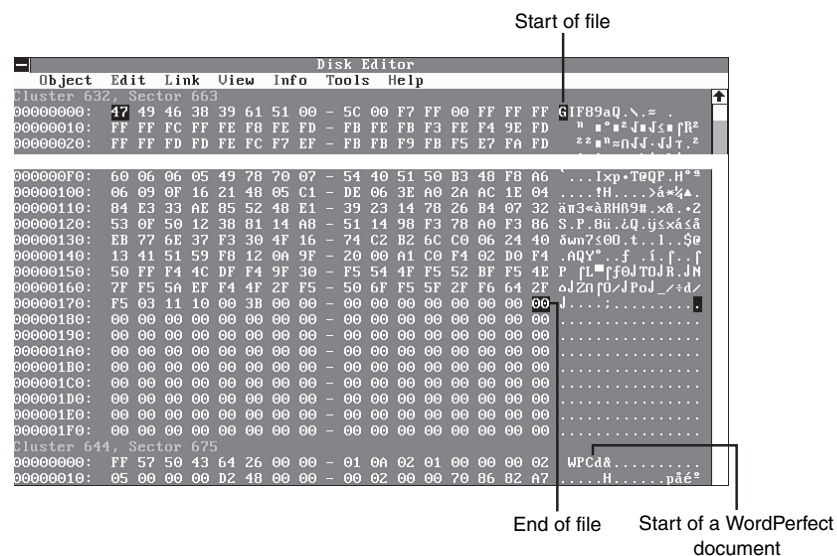 Start of file
Disk Editor
Object Edit Link View Info Tools Help
Cluster 632, Sector 663
00000000: 47 49 46 38 39 61 51 00 - 5C 00 F7 FF 00 FF FF FF GIF89aQ.\.≈ .
00000010: FF FF FC FF FE F8 FE FD - FB FE FB F3 FE F4 9E FD
00000020: FF FF FD FD FE FC F7 EF - FB FB F9 FB F5 E7 FA FD
000000F0: 60 06 06 05 49 78 70 07 - 54 40 51 50 B3 48 F8 A6 `...Ixp•T@QP.H°ª
00000100: 06 09 0F 16 21 48 05 C1 - DE 06 3E A0 2A AC 1E 04 ....!H....>á*¼▲.
00000110: 84 E3 33 AE 85 52 48 E1 - 39 23 14 78 26 B4 07 32 äπ3«àRHß9#.x&.•2
00000120: 53 0F 50 12 38 81 14 A8 - 51 14 98 F3 78 A0 F3 86 S.P.8ü.¿Q.ÿ≤xá≤å
00000130: EB 77 6E 37 F3 30 4F 16 - 74 C2 B2 6C C0 06 24 40 δwn7≤0O.t..l..$@
00000140: 13 41 51 59 F8 12 0A 9F - 20 00 A1 C0 F4 02 D0 F4 .AQY°..ƒ .í.⌠..⌠
00000150: 50 FF F4 4C DF F4 9F 30 - F5 54 4F F5 52 BF F5 4E P ⌠L▀⌠ƒ0⌡TO⌡R.⌡N
00000160: 7F F5 5A EF F4 4F 2F F5 - 50 6F F5 5F 2F F6 64 2F ⌂⌡Z∩⌠O/⌡Po⌡_/÷d/
00000170: F5 03 11 10 00 3B 00 00 - 00 00 00 00 00 00 00 00 ⌡....;..........
00000180: 00 00 00 00 00 00 00 00 - 00 00 00 00 00 00 00 00 ................
00000190: 00 00 00 00 00 00 00 00 - 00 00 00 00 00 00 00 00 ................
000001A0: 00 00 00 00 00 00 00 00 - 00 00 00 00 00 00 00 00 ................
000001B0: 00 00 00 00 00 00 00 00 - 00 00 00 00 00 00 00 00 ................
000001C0: 00 00 00 00 00 00 00 00 - 00 00 00 00 00 00 00 00 ................
000001D0: 00 00 00 00 00 00 00 00 - 00 00 00 00 00 00 00 00 ................
000001E0: 00 00 00 00 00 00 00 00 - 00 00 00 00 00 00 00 00 ................
000001F0: 00 00 00 00 00 00 00 00 - 00 00 00 00 00 00 00 00 ................
Cluster 644, Sector 675
00000000: FF 57 50 43 64 26 00 00 - 01 0A 02 01 00 00 00 02 WPCd&..........
00000010: 05 00 00 00 D2 48 00 00 - 00 02 00 00 70 86 82 A7 .....H......påéº
End of file
Start of a WordPerfect
document